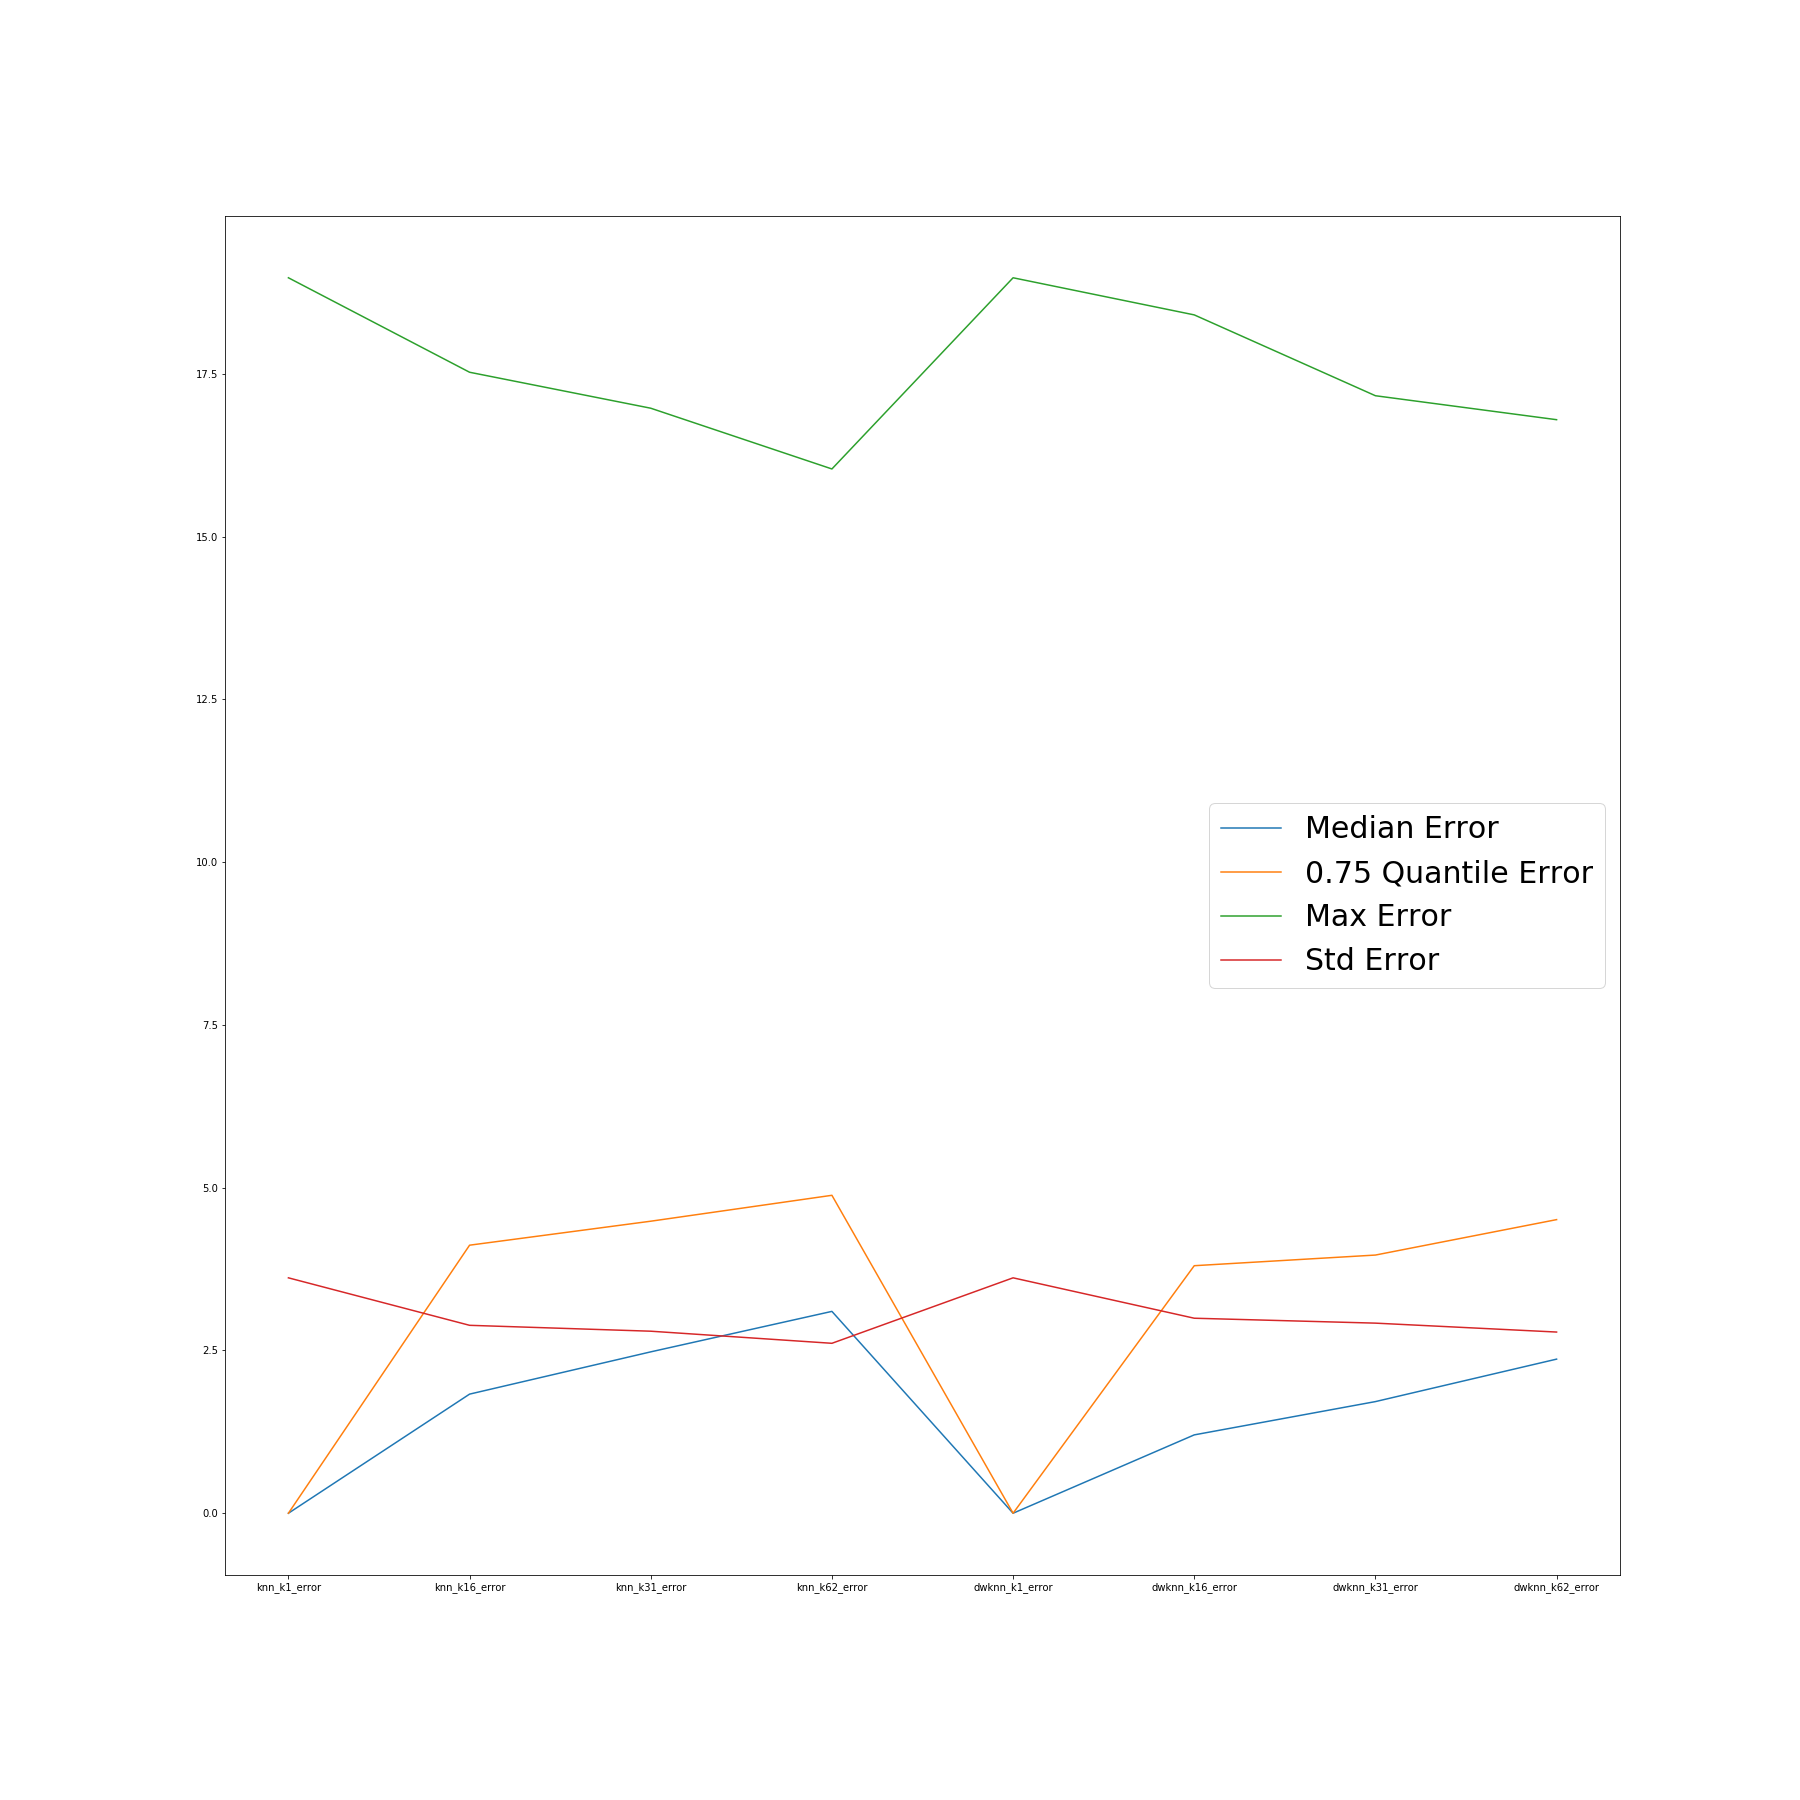 17.5
15.0
12.5
10.0
7.5
5.0
2.5
0.0
Median Error
0.75 Quantile Error
Max Error
Std Error
knn_k1_error knn_k16_error knn_k31_error knn_k62_error dwknn_k1_error dwknn_k16_error dwknn_k31_error dwknn_k62_error